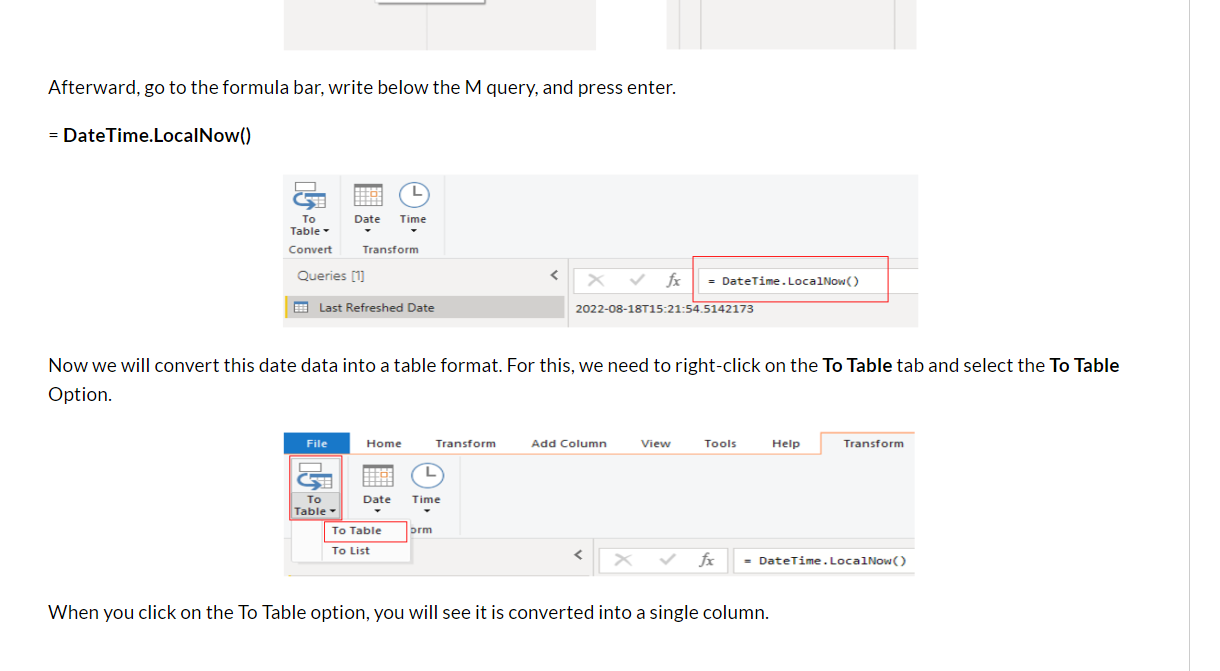 Afterward, go to the formula bar, write below the M query, and press enter.
= DateTime.LocalNow()
To Table
Date
Time
Convert
Transform
Queries [1]
<
fx
= DateTime.LocalNow()
Last Refreshed Date
2022-08-18T15:21:54.5142173
Now we will convert this date data into a table format. For this, we need to right-click on the To Table tab and select the To Table
Option.
File Home Transform Add Column View Tools Help Transform
To Table
Date
Time
To Table
orm
To List
<
fx
= DateTime.LocalNow()
When you click on the To Table option, you will see it is converted into a single column.